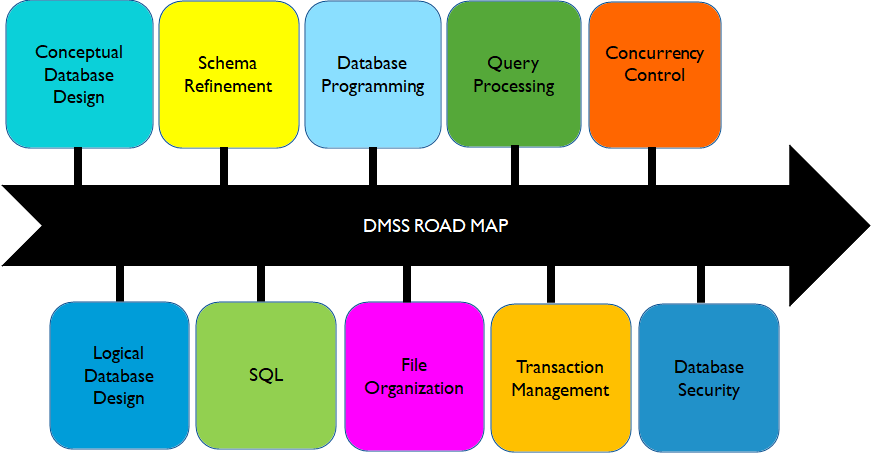 Conceptual
Database
Design
Schema
Refinement
Database
Programming
Query
Processing
Concurrency
Control
DMSS ROAD MAP
Logical
Database
Design
SQL
File
Organization
Transaction
Management
Database
Security